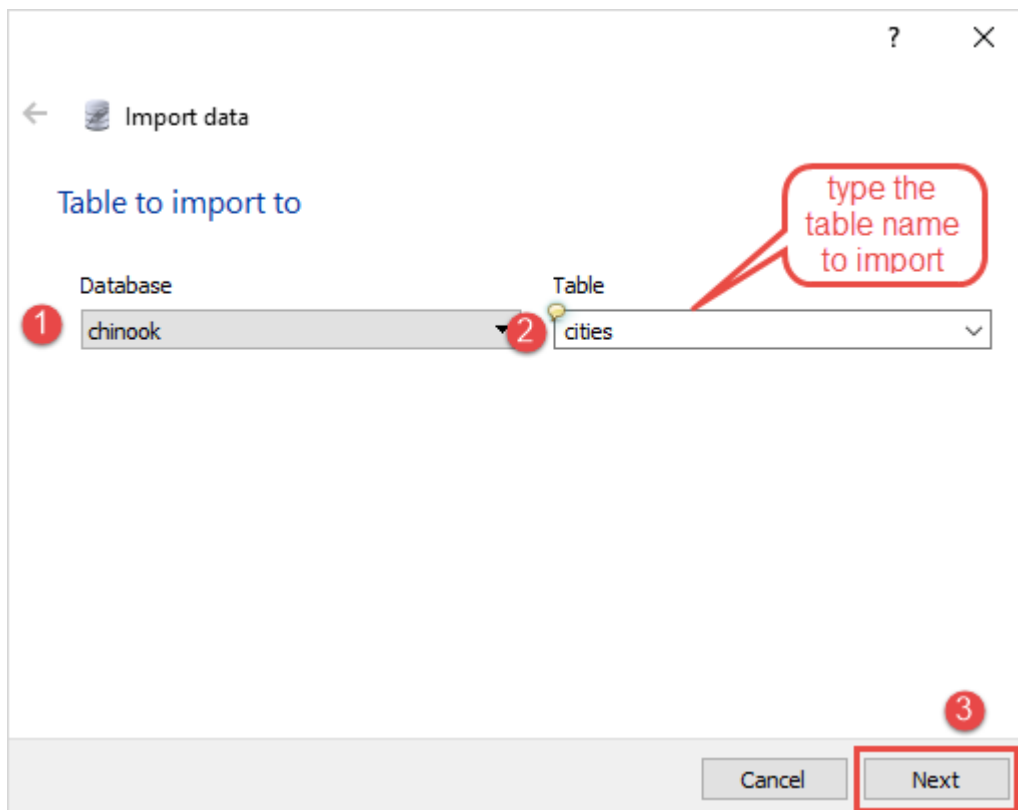 ?
Import data
Table to import to
type the
table name
to import
Database
Table
1
chinook
2
cities
3
Cancel
Next